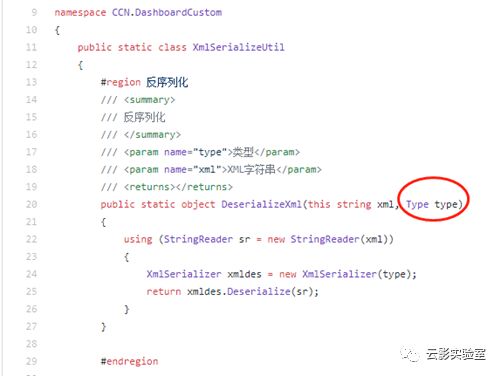 9 namespace CCN.DashboardCustom
10 {
11 public static class XmlSerializeUtil
12 {
13 #region 反序列化
14 /// <summary>
15 /// 反序列化
16 /// </summary>
17 /// <param name="type">类型</param>
18 /// <param name="xml">XML字符串</param>
19 /// <returns></returns>
20 public static object DeserializeXml(this string xml, Type type)
21 {
22 using (StringReader sr = new StringReader(xml))
23 {
24 XmlSerializer xmldes = new XmlSerializer(type);
25 return xmldes.Deserialize(sr);
26 }
27 }
28
29 #endregion
云影实验室